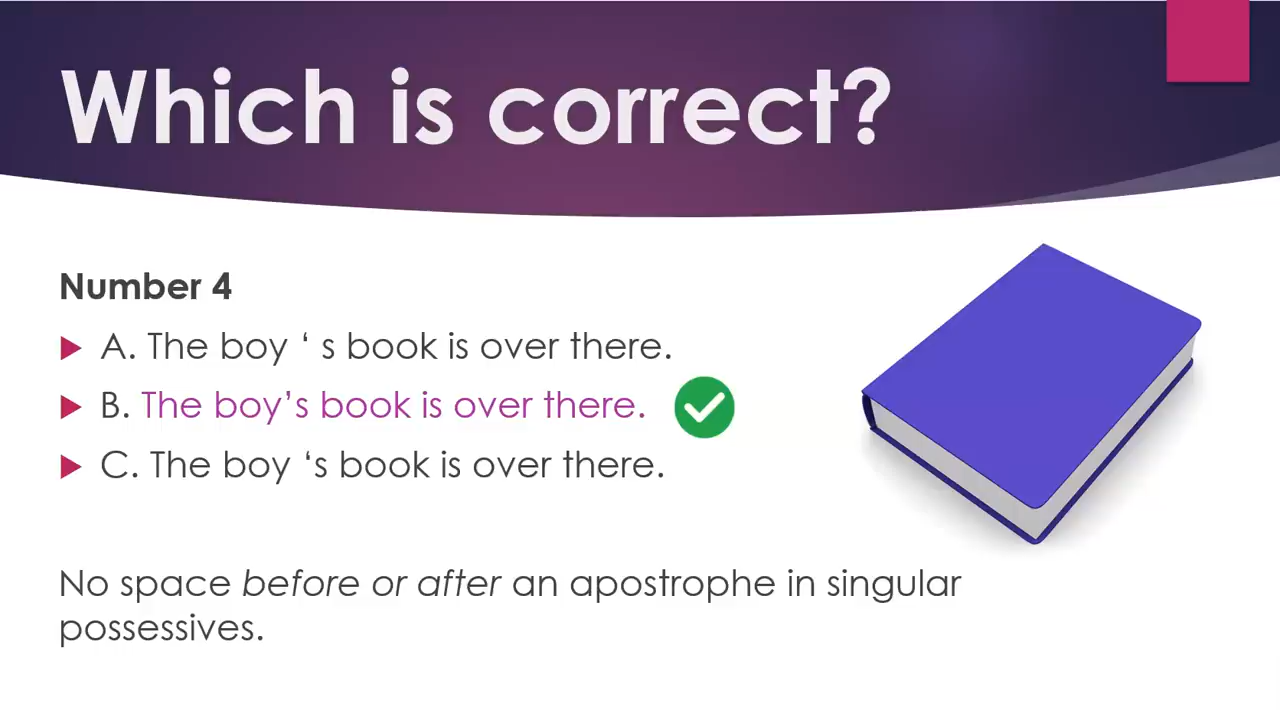 Which is correct?
Number 4
A. The boy ‘ s book is over there.
B. The boy’s book is over there.
C. The boy ‘s book is over there.
No space before or after an apostrophe in singular
possessives.